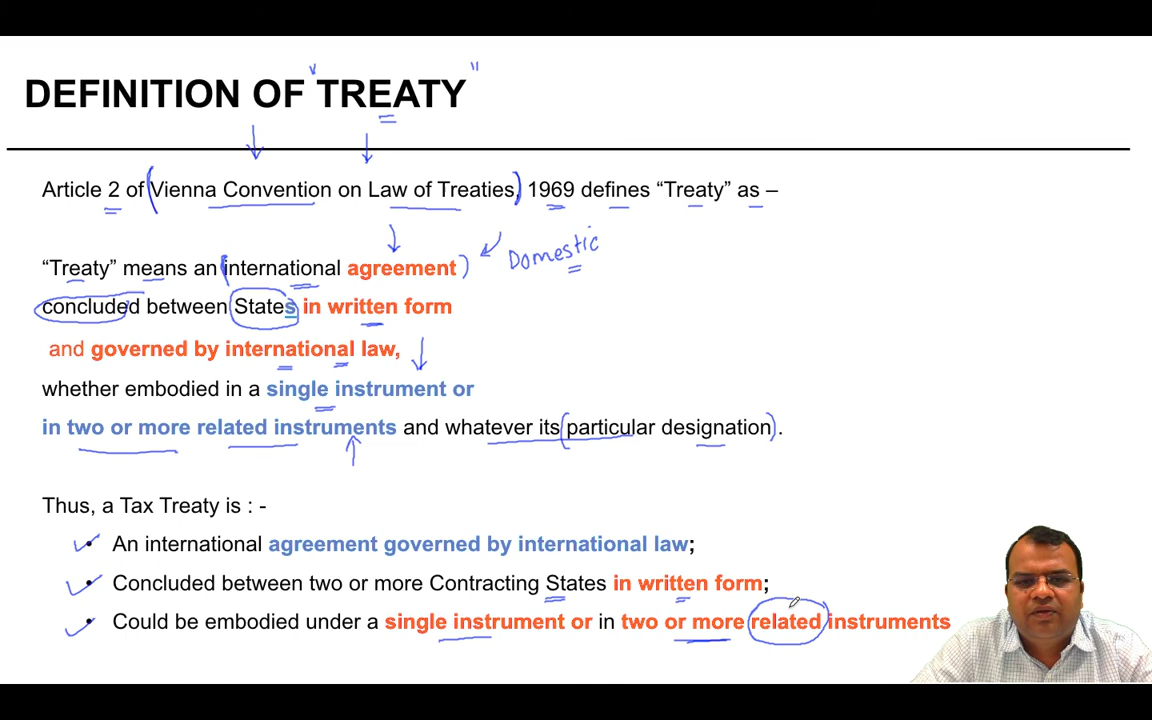 DEFINITION OF "TREATY"
Article 2 of (Vienna Convention on Law of Treaties,) 1969 defines “Treaty” as –
“Treaty” means an (international agreement) Domestic
concluded between States in written form
and governed by international law,
whether embodied in a single instrument or
in two or more related instruments and whatever its (particular designation).
Thus, a Tax Treaty is : -
• An international agreement governed by international law;
• Concluded between two or more Contracting States in written form;
• Could be embodied under a single instrument or in two or more related instruments